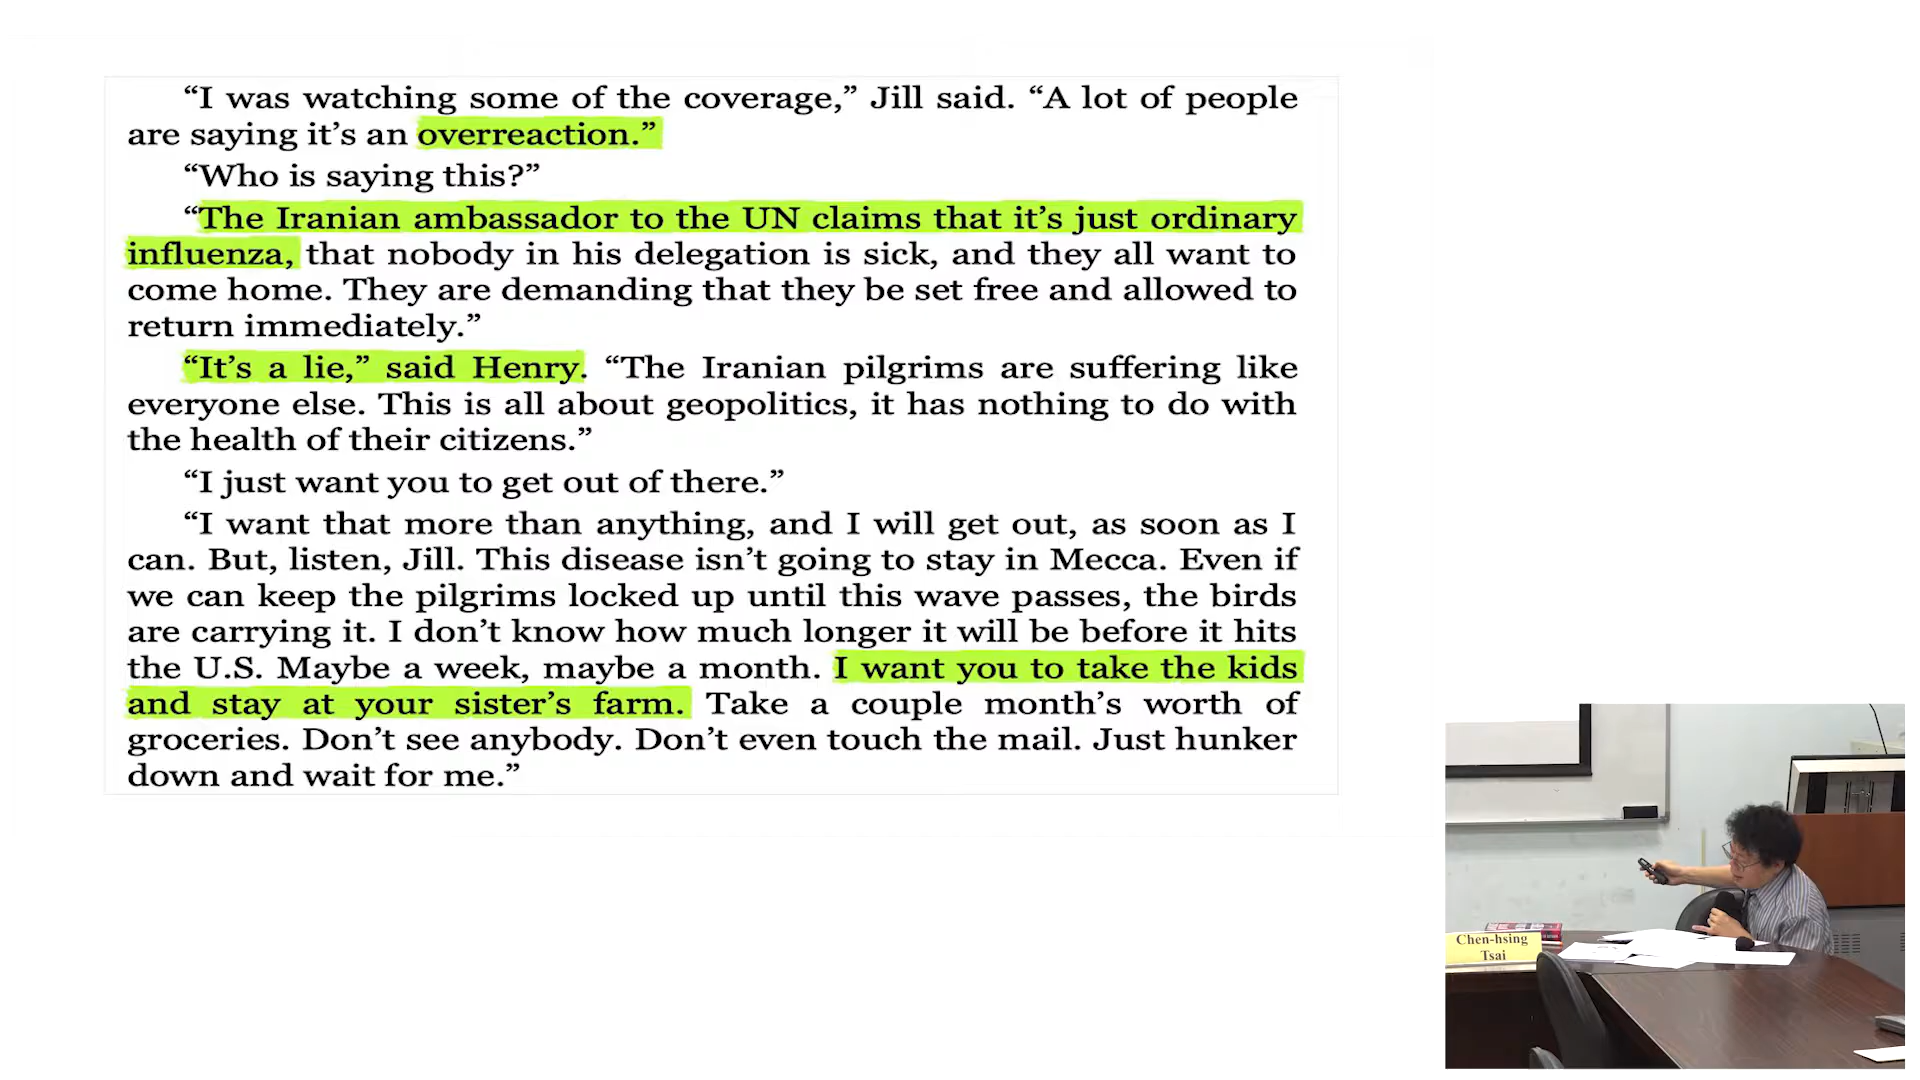 “I was watching some of the coverage,” Jill said. “A lot of people
are saying it’s an overreaction.”
“Who is saying this?”
“The Iranian ambassador to the UN claims that it’s just ordinary
influenza, that nobody in his delegation is sick, and they all want to
come home. They are demanding that they be set free and allowed to
return immediately.”
“It’s a lie,” said Henry. “The Iranian pilgrims are suffering like
everyone else. This is all about geopolitics, it has nothing to do with
the health of their citizens.”
“I just want you to get out of there.”
“I want that more than anything, and I will get out, as soon as I
can. But, listen, Jill. This disease isn’t going to stay in Mecca. Even if
we can keep the pilgrims locked up until this wave passes, the birds
are carrying it. I don’t know how much longer it will be before it hits
the U.S. Maybe a week, maybe a month. I want you to take the kids
and stay at your sister’s farm. Take a couple month’s worth of
groceries. Don’t see anybody. Don’t even touch the mail. Just hunker
down and wait for me.”
Chen-hsing
Tsai